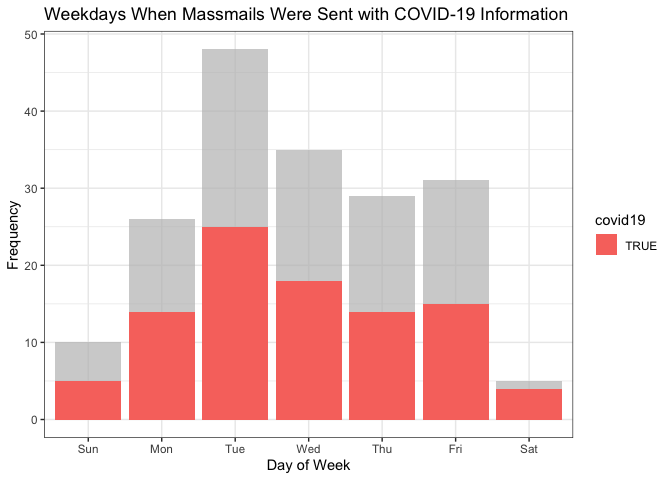 Weekdays When Massmails Were Sent with COVID-19 Information
Frequency
50
40
30
20
10
0
Sun Mon Tue Wed Thu Fri Sat
Day of Week
covid19
TRUE